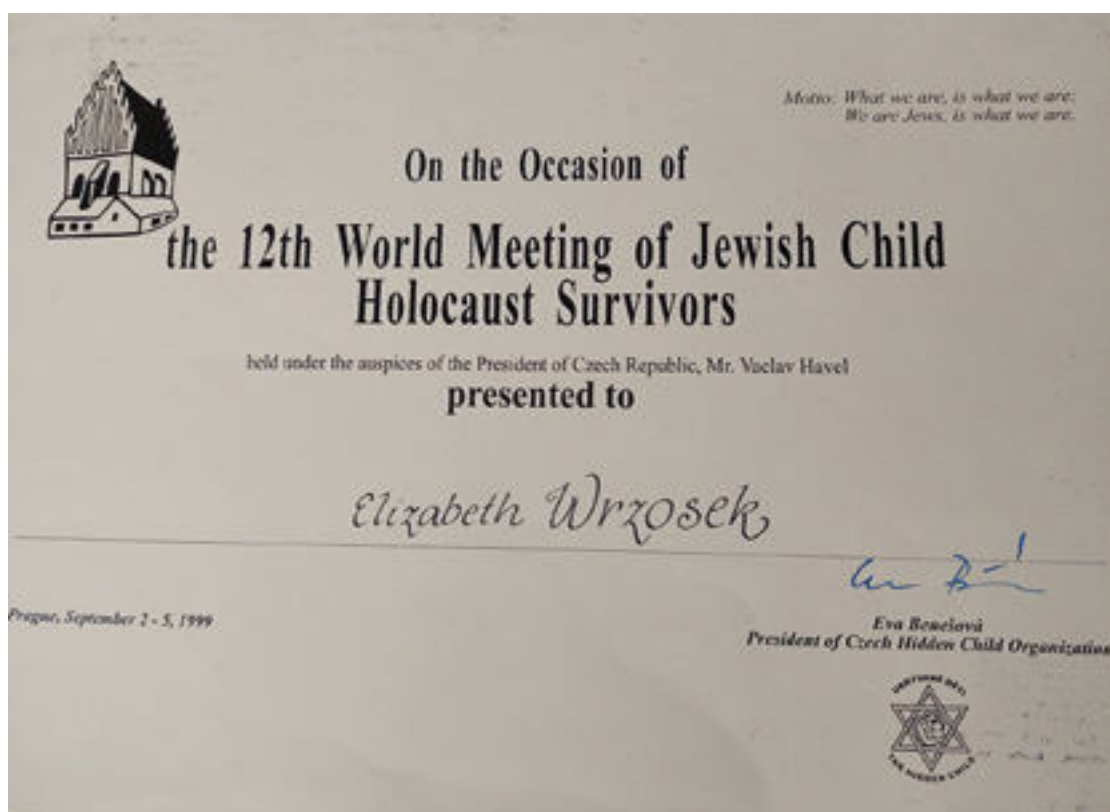 Motto: What we are, is what we are.
We are Jews, is what we are.
On the Occasion of
the 12th World Meeting of Jewish Child
Holocaust Survivors
held under the auspices of the President of Czech Republic, Mr. Vaclav Havel
presented to
Elizabeth Wrzosek
Prague, September 2 - 5, 1999
Eva Benešová
President of Czech Hidden Child Organization
THE HIDDEN CHILD